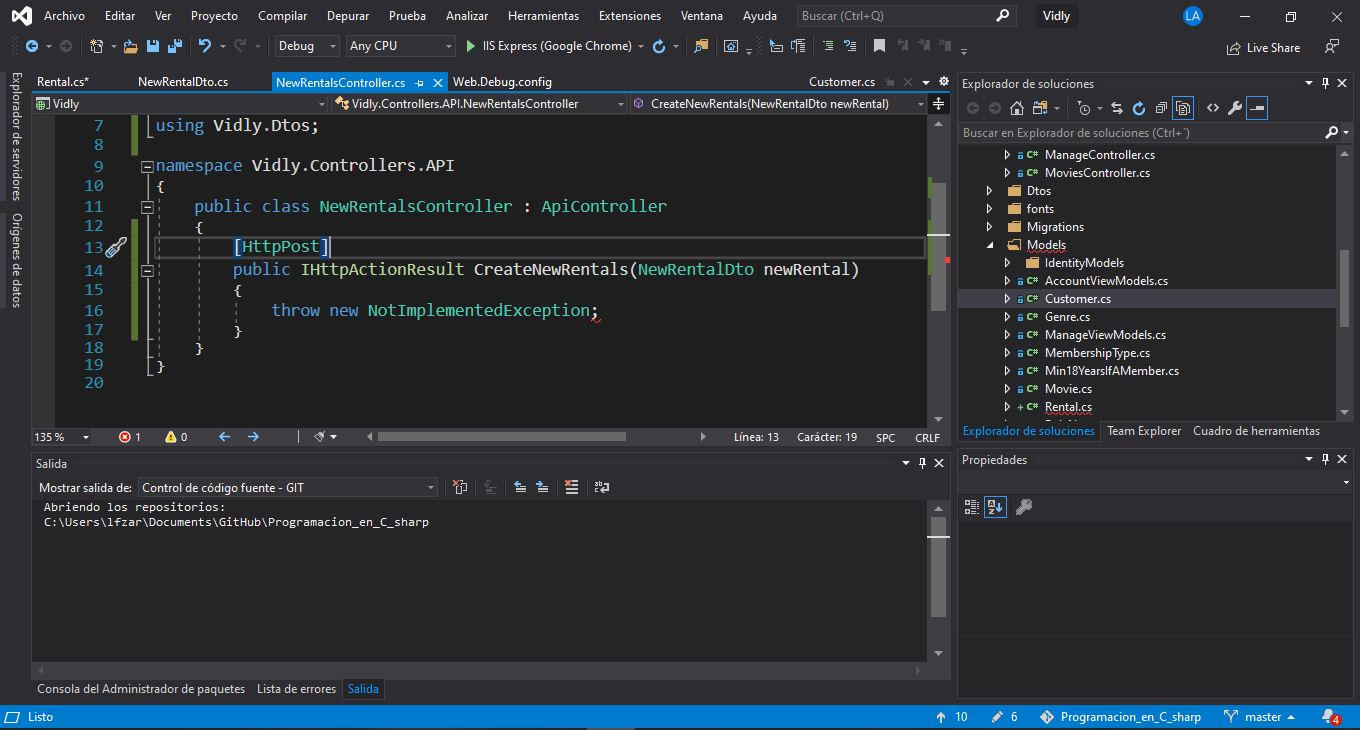 Archivo Editar Ver Proyecto Compilar Depurar Prueba Analizar Herramientas Extensiones Ventana Ayuda Buscar (Ctrl+Q) Vidly LA
Debug Any CPU IIS Express (Google Chrome) Live Share
Explorador de servidores
Orígenes de datos
Rental.cs* NewRentalDto.cs NewRentalsController.cs Web.Debug.config Customer.cs
Vidly Vidly.Controllers.API.NewRentalsController CreateNewRentals(NewRentalDto newRental)
7 using Vidly.Dtos;
8
9 namespace Vidly.Controllers.API
10 {
11 public class NewRentalsController : ApiController
12 {
13 [HttpPost]
14 public IHttpActionResult CreateNewRentals(NewRentalDto newRental)
15 {
16 throw new NotImplementedException;
17 }
18 }
19 }
20
135 % 1 0 Línea: 13 Carácter: 19 SPC CRLF
Salida
Mostrar salida de: Control de código fuente - GIT
Abriendo los repositorios:
C:\Users\lfzar\Documents\GitHub\Programacion_en_C_sharp
Consola del Administrador de paquetes Lista de errores Salida
Explorador de soluciones
Buscar en Explorador de soluciones (Ctrl+`)
C# ManageController.cs
C# MoviesController.cs
Dtos
fonts
Migrations
Models
IdentityModels
C# AccountViewModels.cs
C# Customer.cs
C# Genre.cs
C# ManageViewModels.cs
C# MembershipType.cs
C# Min18YearsIfAMember.cs
C# Movie.cs
+ C# Rental.cs
Explorador de soluciones Team Explorer Cuadro de herramientas
Propiedades
Listo 10 6 Programacion_en_C_sharp master 4